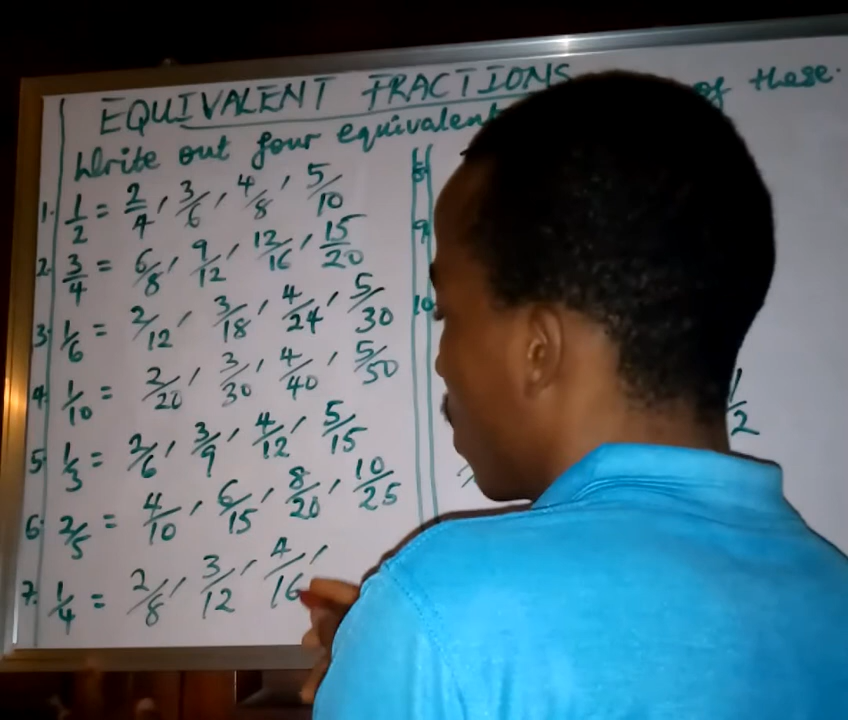 EQUIVALENT FRACTIONS
Write out four equivalent of these.
1. 1/2 = 2/4, 3/6, 4/8, 5/10
2. 3/4 = 6/8, 9/12, 12/16, 15/20
3. 1/6 = 2/12, 3/18, 4/24, 5/30
4. 1/10 = 2/20, 3/30, 4/40, 5/50
5. 1/3 = 2/6, 3/9, 4/12, 5/15
6. 2/5 = 4/10, 6/15, 8/20, 10/25
7. 1/4 = 2/8, 3/12, 4/16,
9
10
1/2